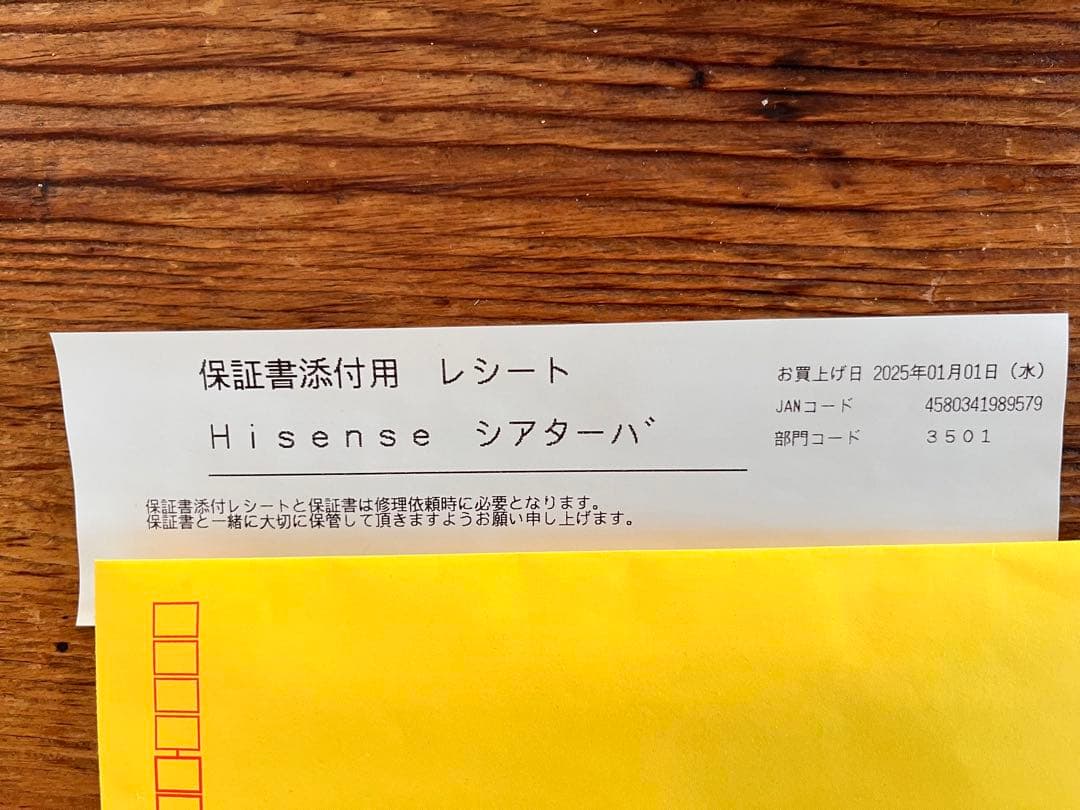 保証書添付用　レシート
Ｈｉｓｅｎｓｅ　シアターバﾞ
お買上げ日 2025年01月01日（水）
JANコード 4580341989579
部門コード ３５０１
保証書添付レシートと保証書は修理依頼時に必要となります。
保証書と一緒に大切に保管して頂きますようお願い申し上げます。